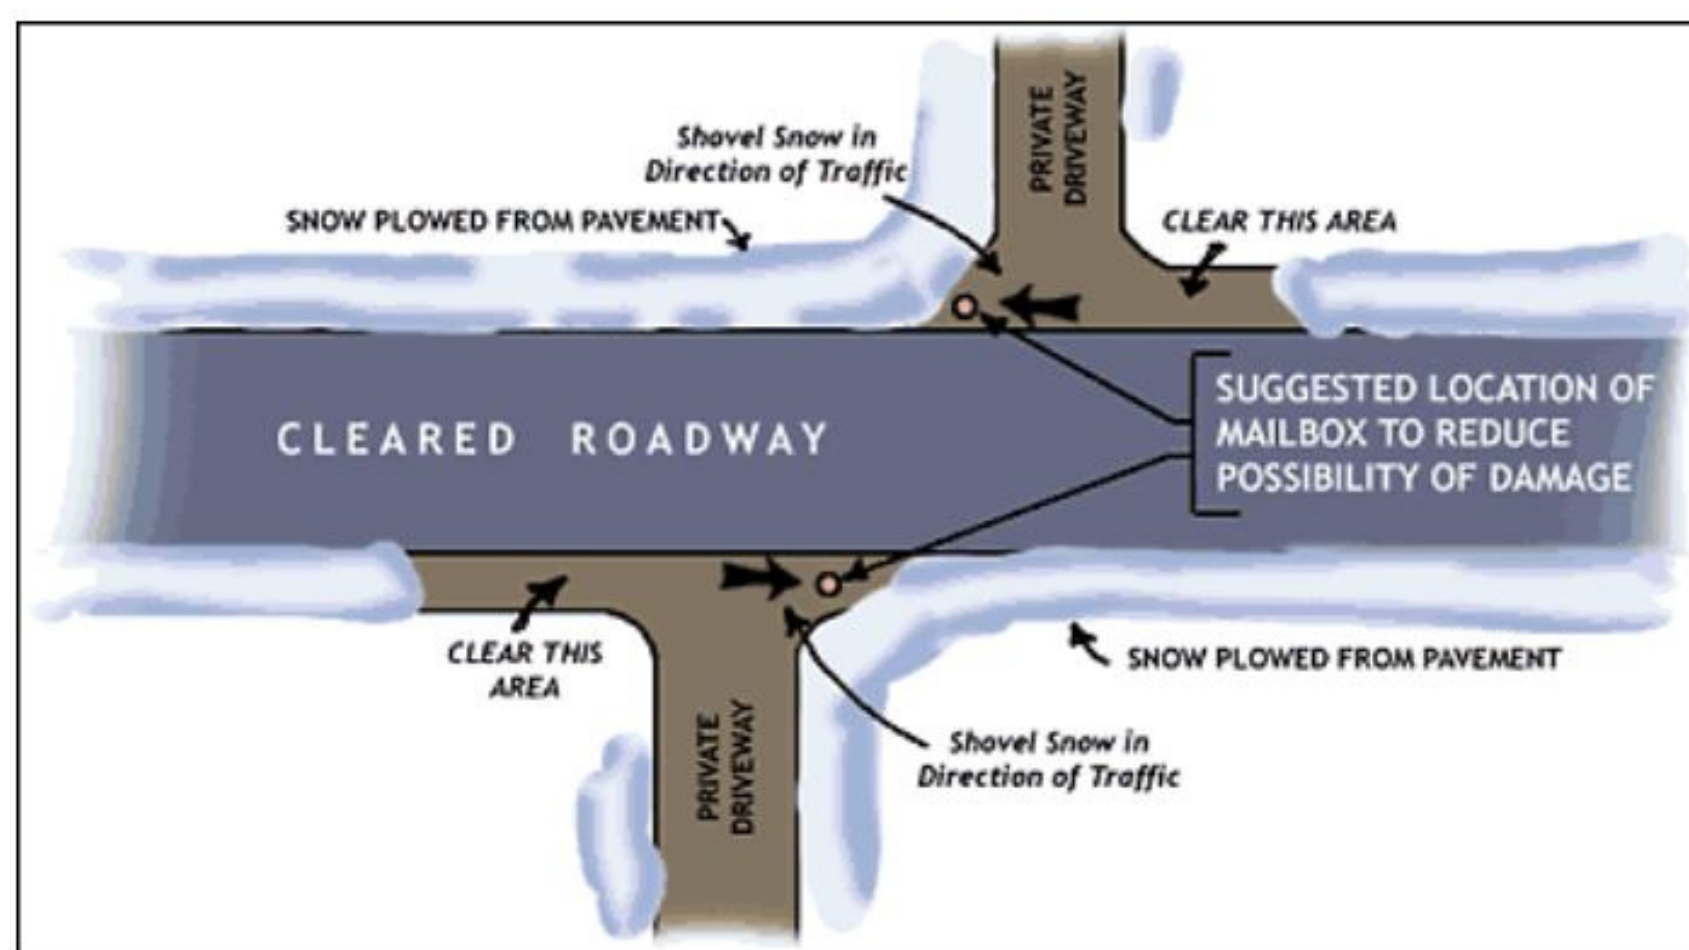 PRIVATE
DRIVEWAY
Shovel Snow in
Direction of Traffic
SNOW PLOWED FROM PAVEMENT
CLEAR THIS AREA
SUGGESTED LOCATION OF
MAILBOX TO REDUCE
POSSIBILITY OF DAMAGE
CLEARED ROADWAY
CLEAR THIS
AREA
SNOW PLOWED FROM PAVEMENT
PRIVATE
DRIVEWAY
Shovel Snow in
Direction of Traffic